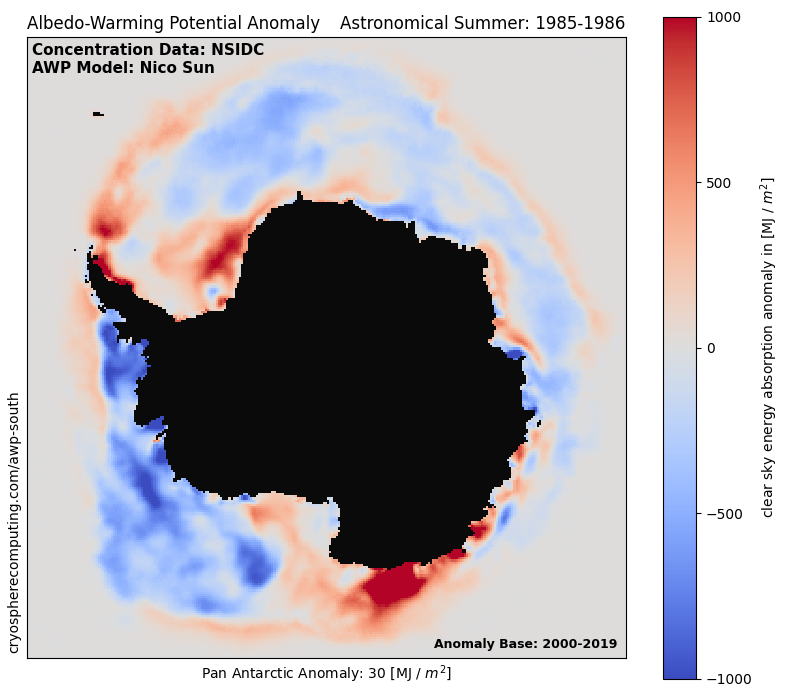 Albedo-Warming Potential Anomaly    Astronomical Summer: 1985-1986
Concentration Data: NSIDC
AWP Model: Nico Sun
cryospherecomputing.com/awp-south
Anomaly Base: 2000-2019
Pan Antarctic Anomaly: 30 [MJ / m²]
1000
500
0
−500
−1000
clear sky energy absorption anomaly in [MJ / m²]